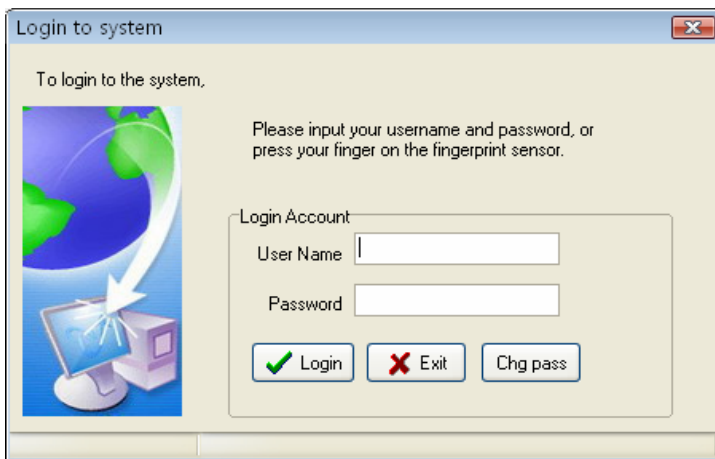 Login to system
To login to the system,
Please input your username and password, or
press your finger on the fingerprint sensor.
Login Account
User Name
Password
Login Exit Chg pass